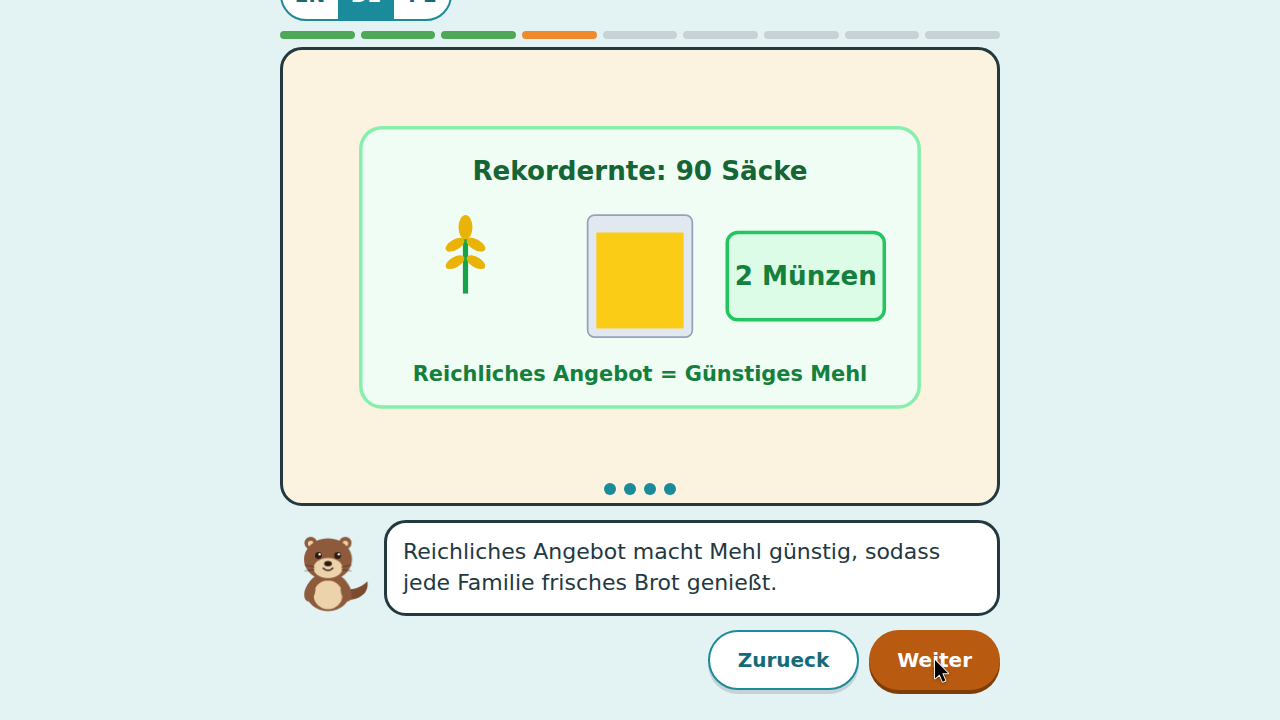 Rekordernte: 90 Säcke
2 Münzen
Reichliches Angebot = Günstiges Mehl
Reichliches Angebot macht Mehl günstig, sodass
jede Familie frisches Brot genießt.
Zurueck
Weiter